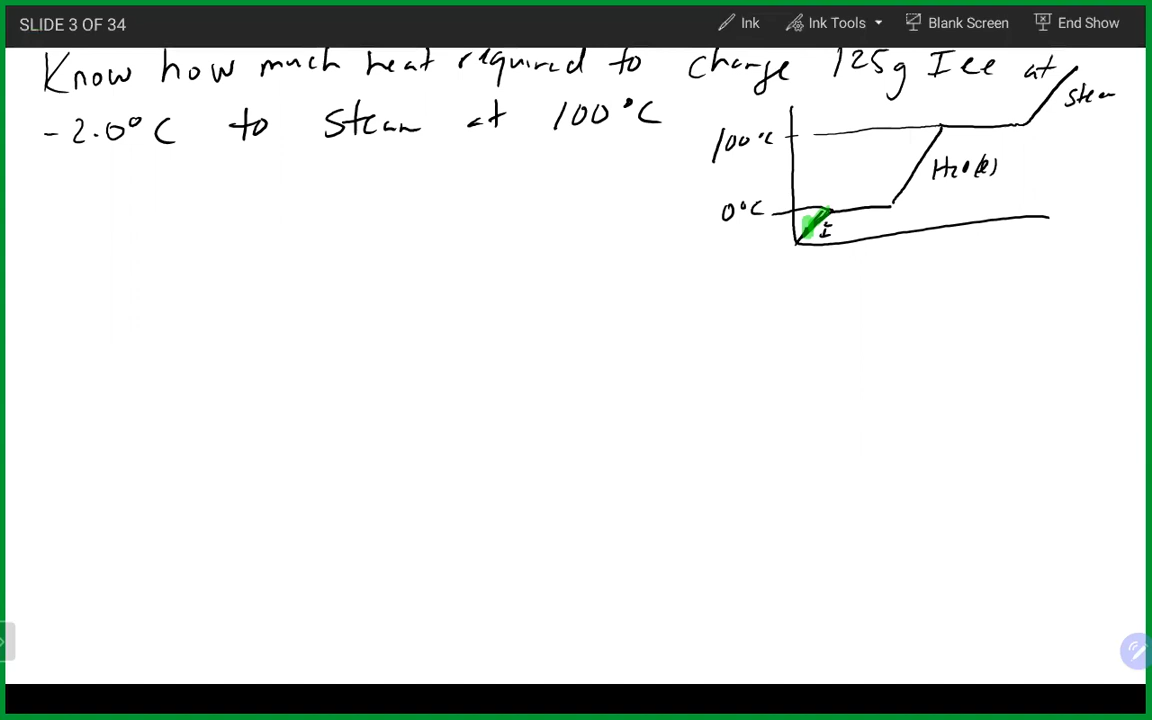 SLIDE 3 OF 34
Ink
Ink Tools
Blank Screen
End Show
Know how much heat required to change 125g Ice at
-2.0°C to steam at 100°C
steam
100°C
H2O(l)
0°C
I